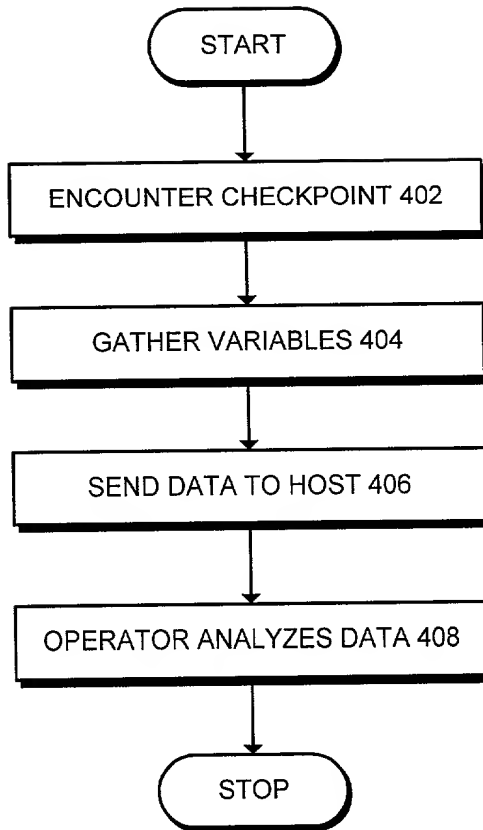 START
ENCOUNTER CHECKPOINT 402
GATHER VARIABLES 404
SEND DATA TO HOST 406
OPERATOR ANALYZES DATA 408
STOP